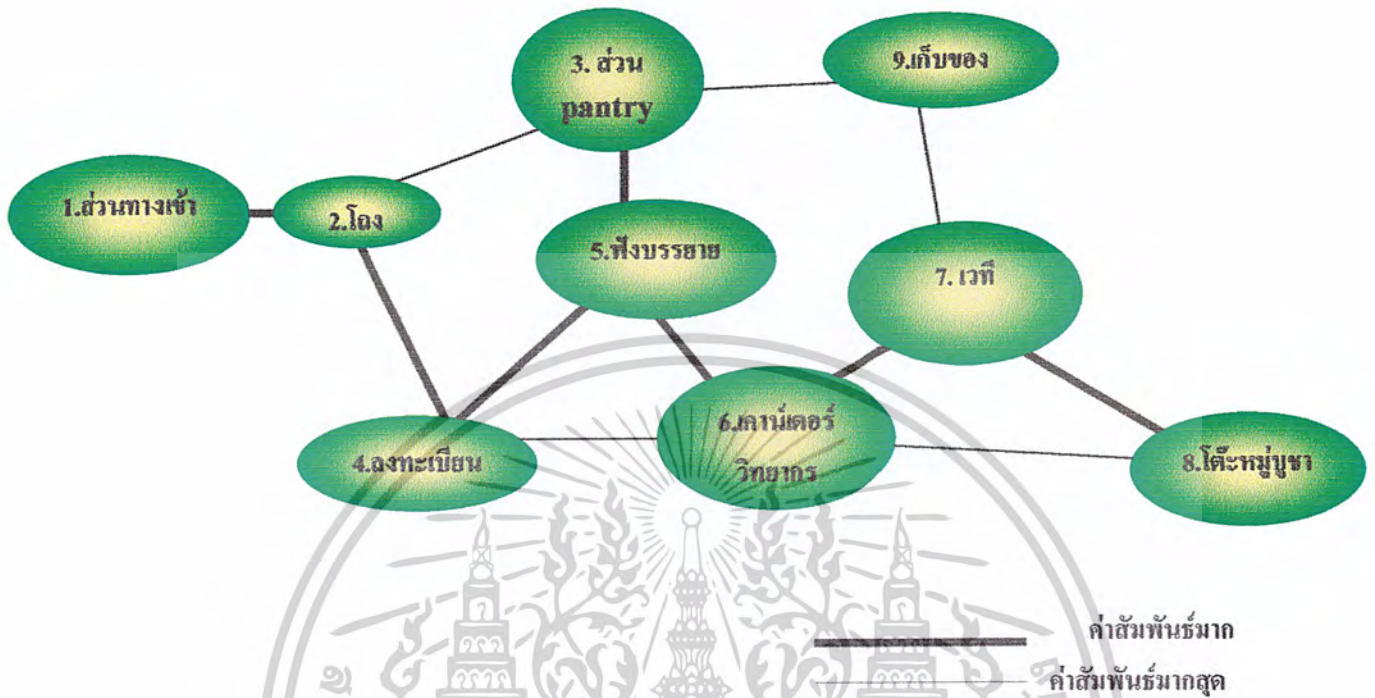 3. ส่วน
pantry
9.เก็บของ
1.ส่วนทางเข้า
2.โถง
5.ฟังบรรยาย
7. เวที
6.เคาน์เตอร์
วิทยากร
4.ลงทะเบียน
8.โต๊ะหมู่บูชา
ค่าสัมพันธ์มาก
ค่าสัมพันธ์มากสุด